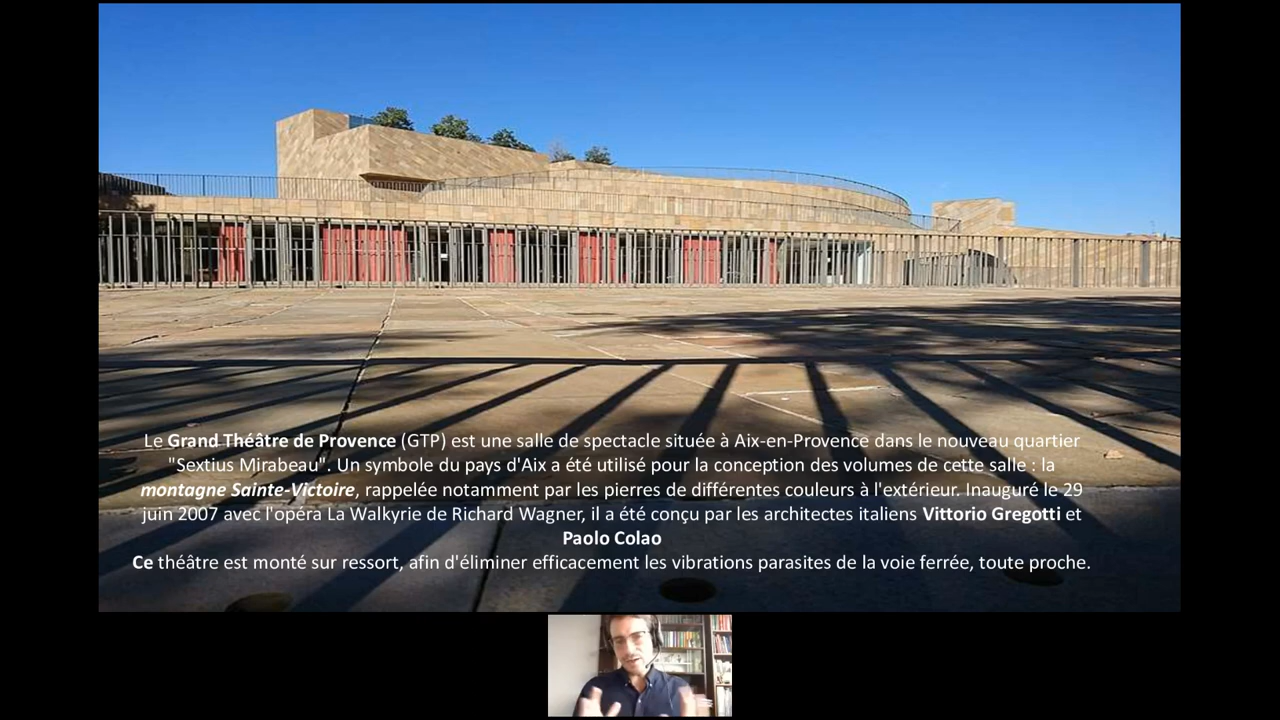 Le Grand Théâtre de Provence (GTP) est une salle de spectacle située à Aix-en-Provence dans le nouveau quartier
"Sextius Mirabeau". Un symbole du pays d'Aix a été utilisé pour la conception des volumes de cette salle : la
montagne Sainte-Victoire, rappelée notamment par les pierres de différentes couleurs à l'extérieur. Inauguré le 29
juin 2007 avec l'opéra La Walkyrie de Richard Wagner, il a été conçu par les architectes italiens Vittorio Gregotti et
Paolo Colao
Ce théâtre est monté sur ressort, afin d'éliminer efficacement les vibrations parasites de la voie ferrée, toute proche.